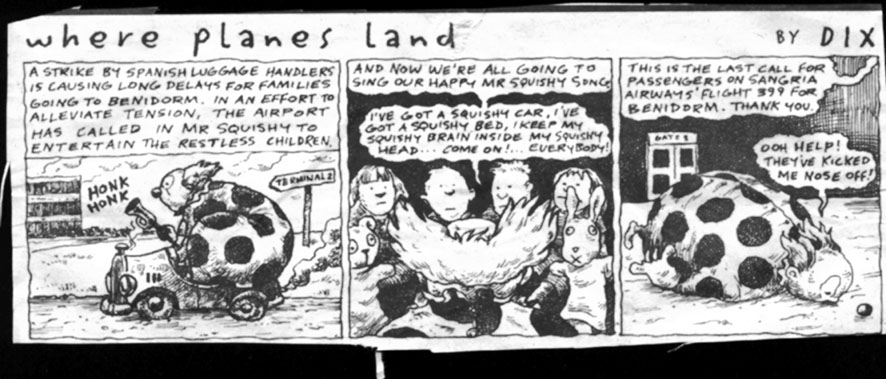 where planes land
BY DIX
A STRIKE BY SPANISH LUGGAGE HANDLERS
IS CAUSING LONG DELAYS FOR FAMILIES
GOING TO BENIDORM. IN AN EFFORT TO
ALLEVIATE TENSION, THE AIRPORT
HAS CALLED IN MR SQUISHY TO
ENTERTAIN THE RESTLESS CHILDREN.
HONK
HONK
TERMINAL 2
AND NOW WE'RE ALL GOING TO
SING OUR HAPPY MR SQUISHY SONG.
I'VE GOT A SQUISHY CAR, I'VE
GOT A SQUISHY BED, I KEEP MY
SQUISHY BRAIN INSIDE MY SQUISHY
HEAD... COME ON!... EVERYBODY!
THIS IS THE LAST CALL FOR
PASSENGERS ON SANGRIA
AIRWAYS' FLIGHT 399 FOR
BENIDORM. THANK YOU.
GATE 8
OOH HELP!
THEY'VE KICKED
ME NOSE OFF!